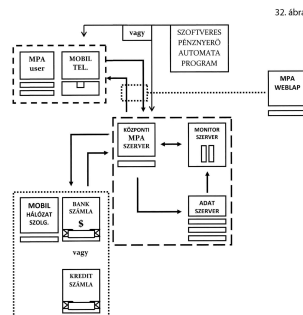 32. ábra
vagy
SZOFTVERES
PÉNZNYERŐ
AUTOMATA
PROGRAM
MPA
user
MOBIL
TEL.
MPA
WEBLAP
KÖZPONTI
MPA
SZERVER
MONITOR
SZERVER
MOBIL
HÁLÓZAT
SZOLG.
BANK
SZÁMLA
$
ADAT
SZERVER
vagy
KREDIT
SZÁMLA